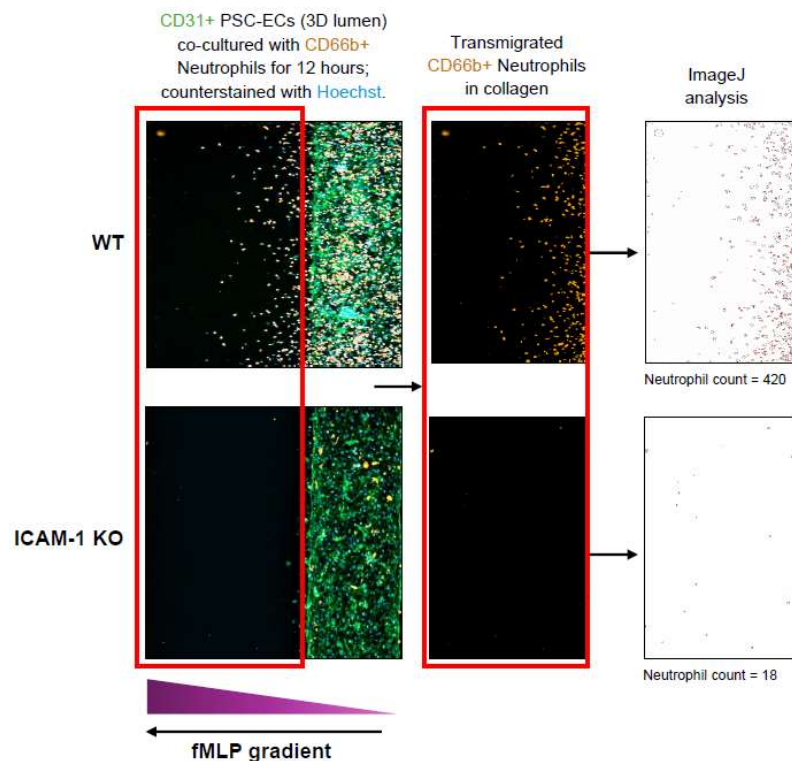 CD31+ PSC-ECs (3D lumen)
co-cultured with CD66b+
Neutrophils for 12 hours;
counterstained with Hoechst.
Transmigrated
CD66b+ Neutrophils
in collagen
ImageJ
analysis
WT
Neutrophil count = 420
ICAM-1 KO
Neutrophil count = 18
fMLP gradient